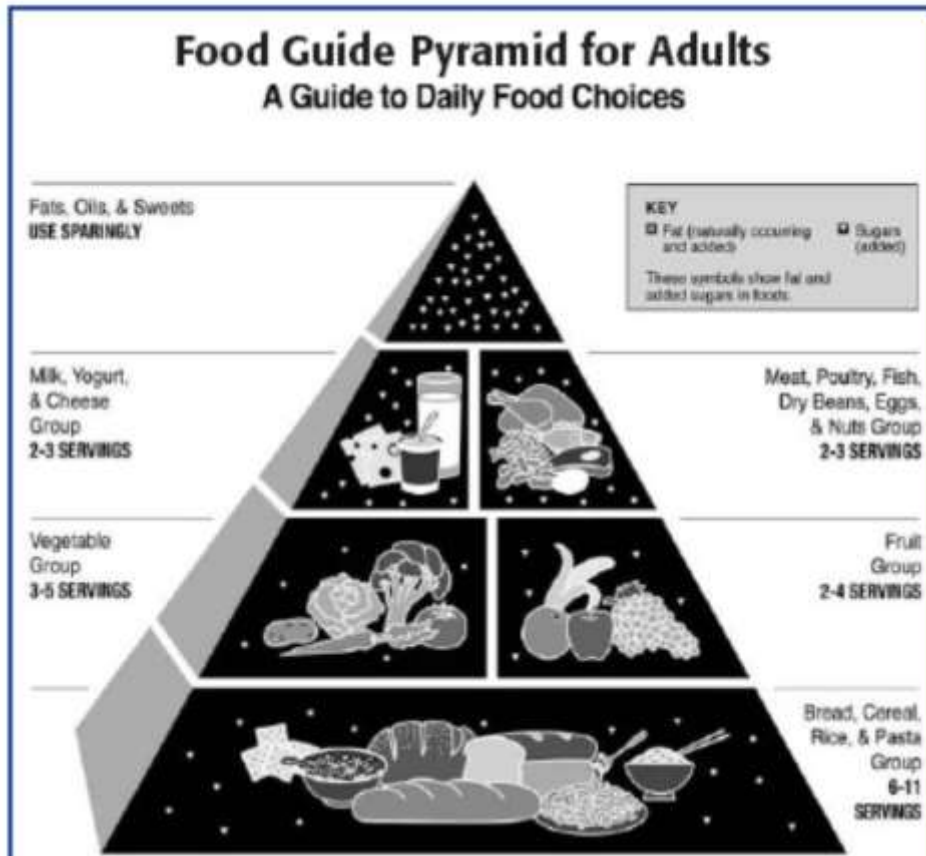 Food Guide Pyramid for Adults
A Guide to Daily Food Choices
Fats, Oils, & Sweets
USE SPARINGLY
KEY
Fat (naturally occurring
and added)
Sugars
(added)
These symbols show fat and
added sugars in foods.
Milk, Yogurt,
& Cheese
Group
2-3 SERVINGS
Meat, Poultry, Fish,
Dry Beans, Eggs,
& Nuts Group
2-3 SERVINGS
Vegetable
Group
3-5 SERVINGS
Fruit
Group
2-4 SERVINGS
Bread, Cereal,
Rice, & Pasta
Group
6-11
SERVINGS